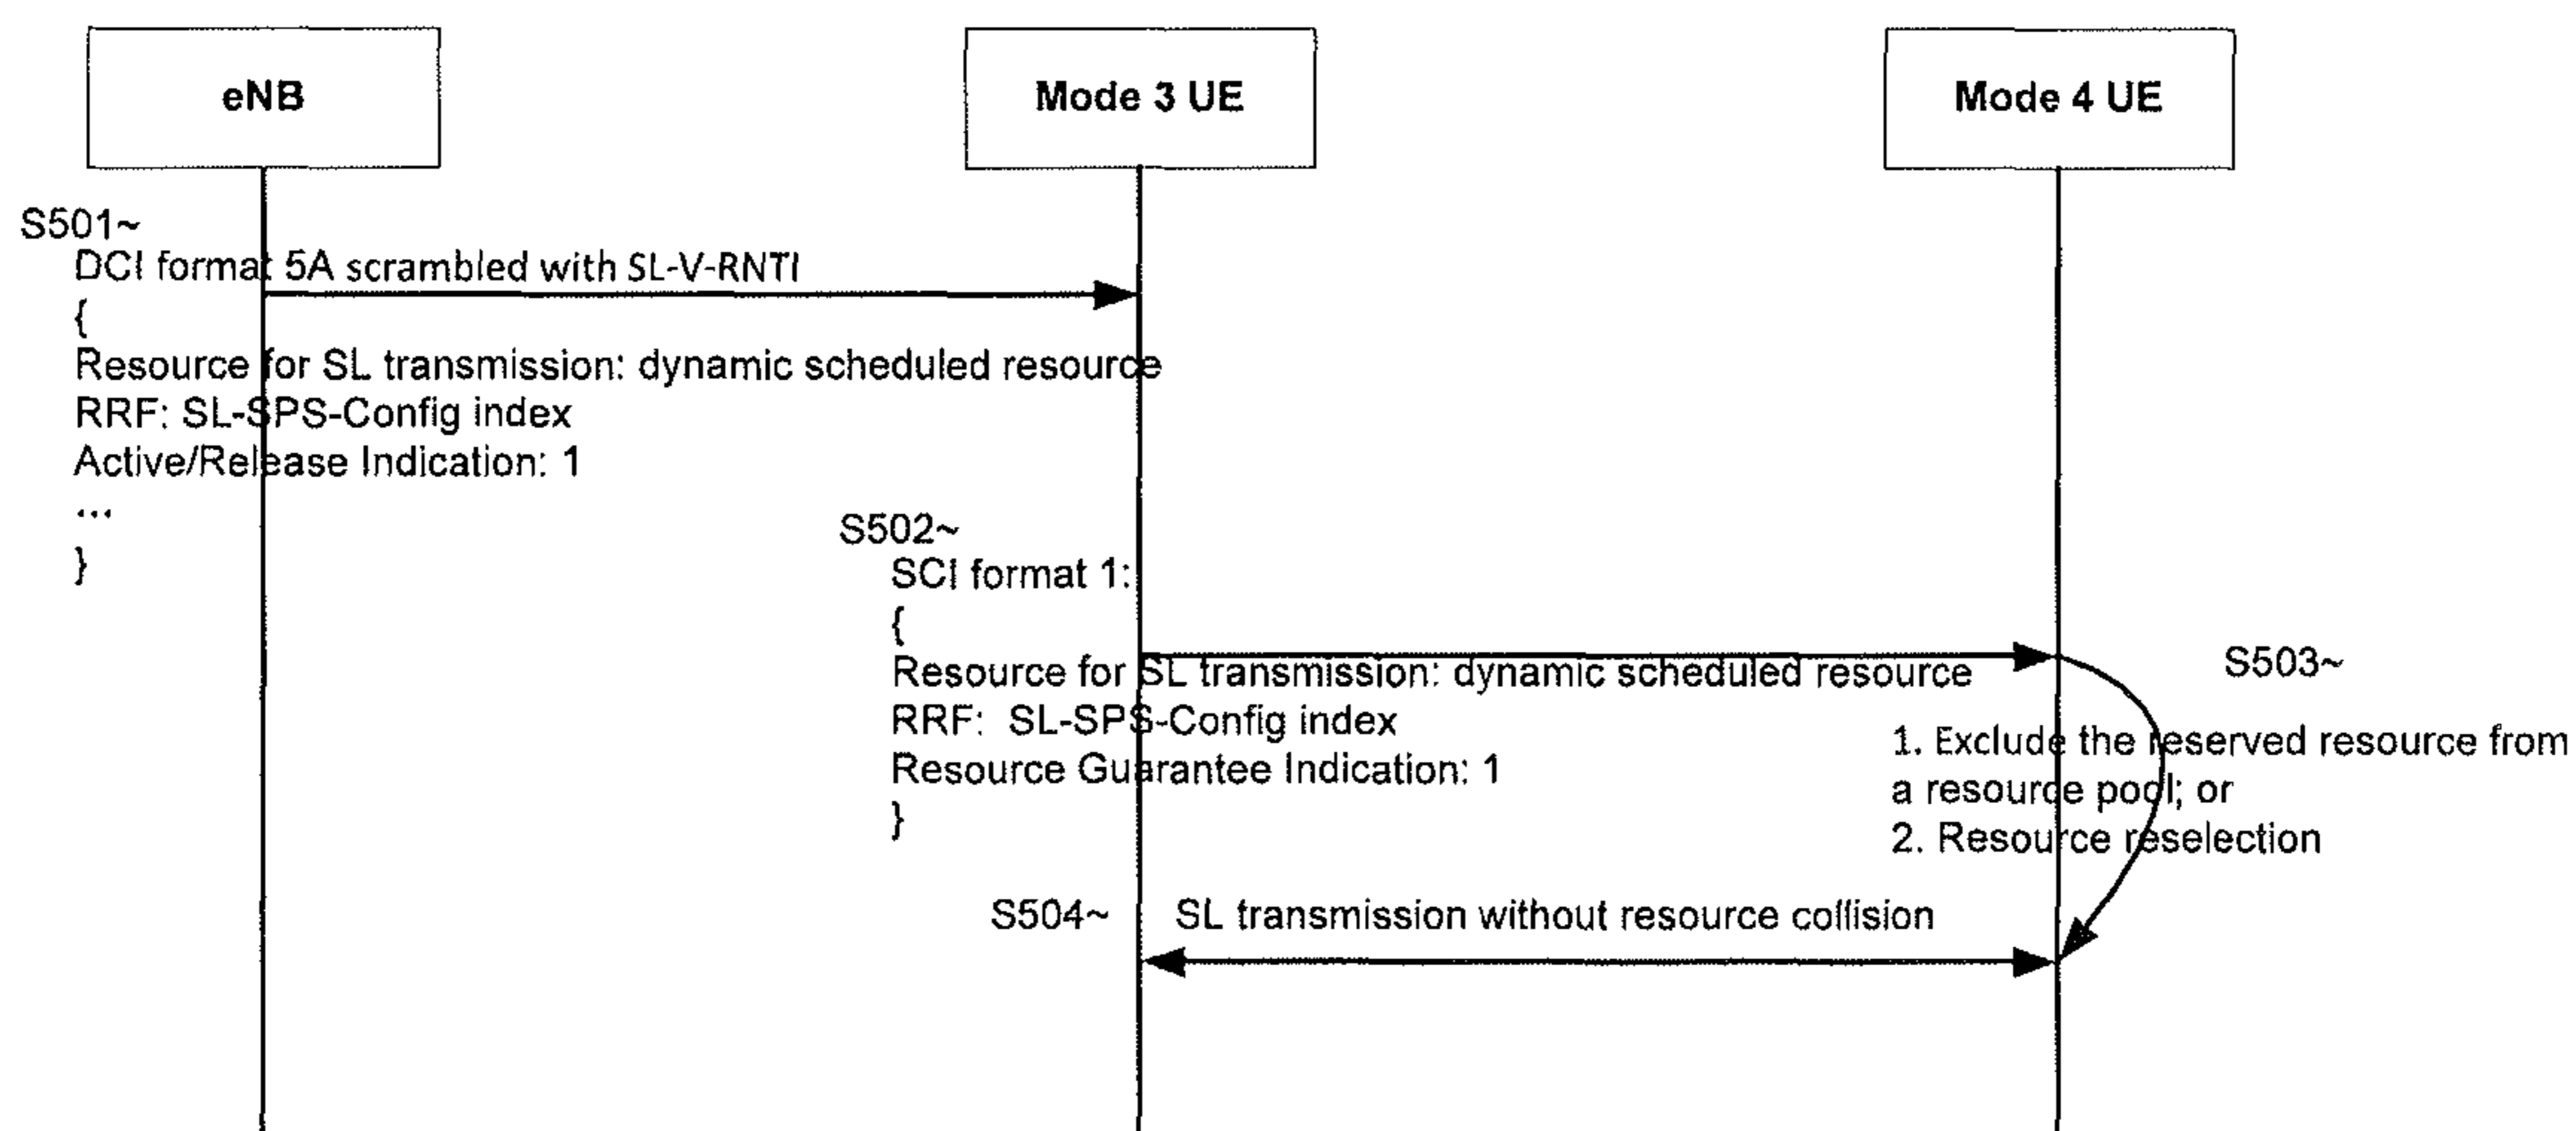 eNB
Mode 3 UE
Mode 4 UE
S501~
DCI format 5A scrambled with SL-V-RNTI
{
Resource for SL transmission: dynamic scheduled resource
RRF: SL-SPS-Config index
Active/Release Indication: 1
...
}
S502~
SCI format 1:
{
Resource for SL transmission: dynamic scheduled resource
RRF: SL-SPS-Config index
Resource Guarantee Indication: 1
}
S503~
1. Exclude the reserved resource from
a resource pool; or
2. Resource reselection
S504~
SL transmission without resource collision